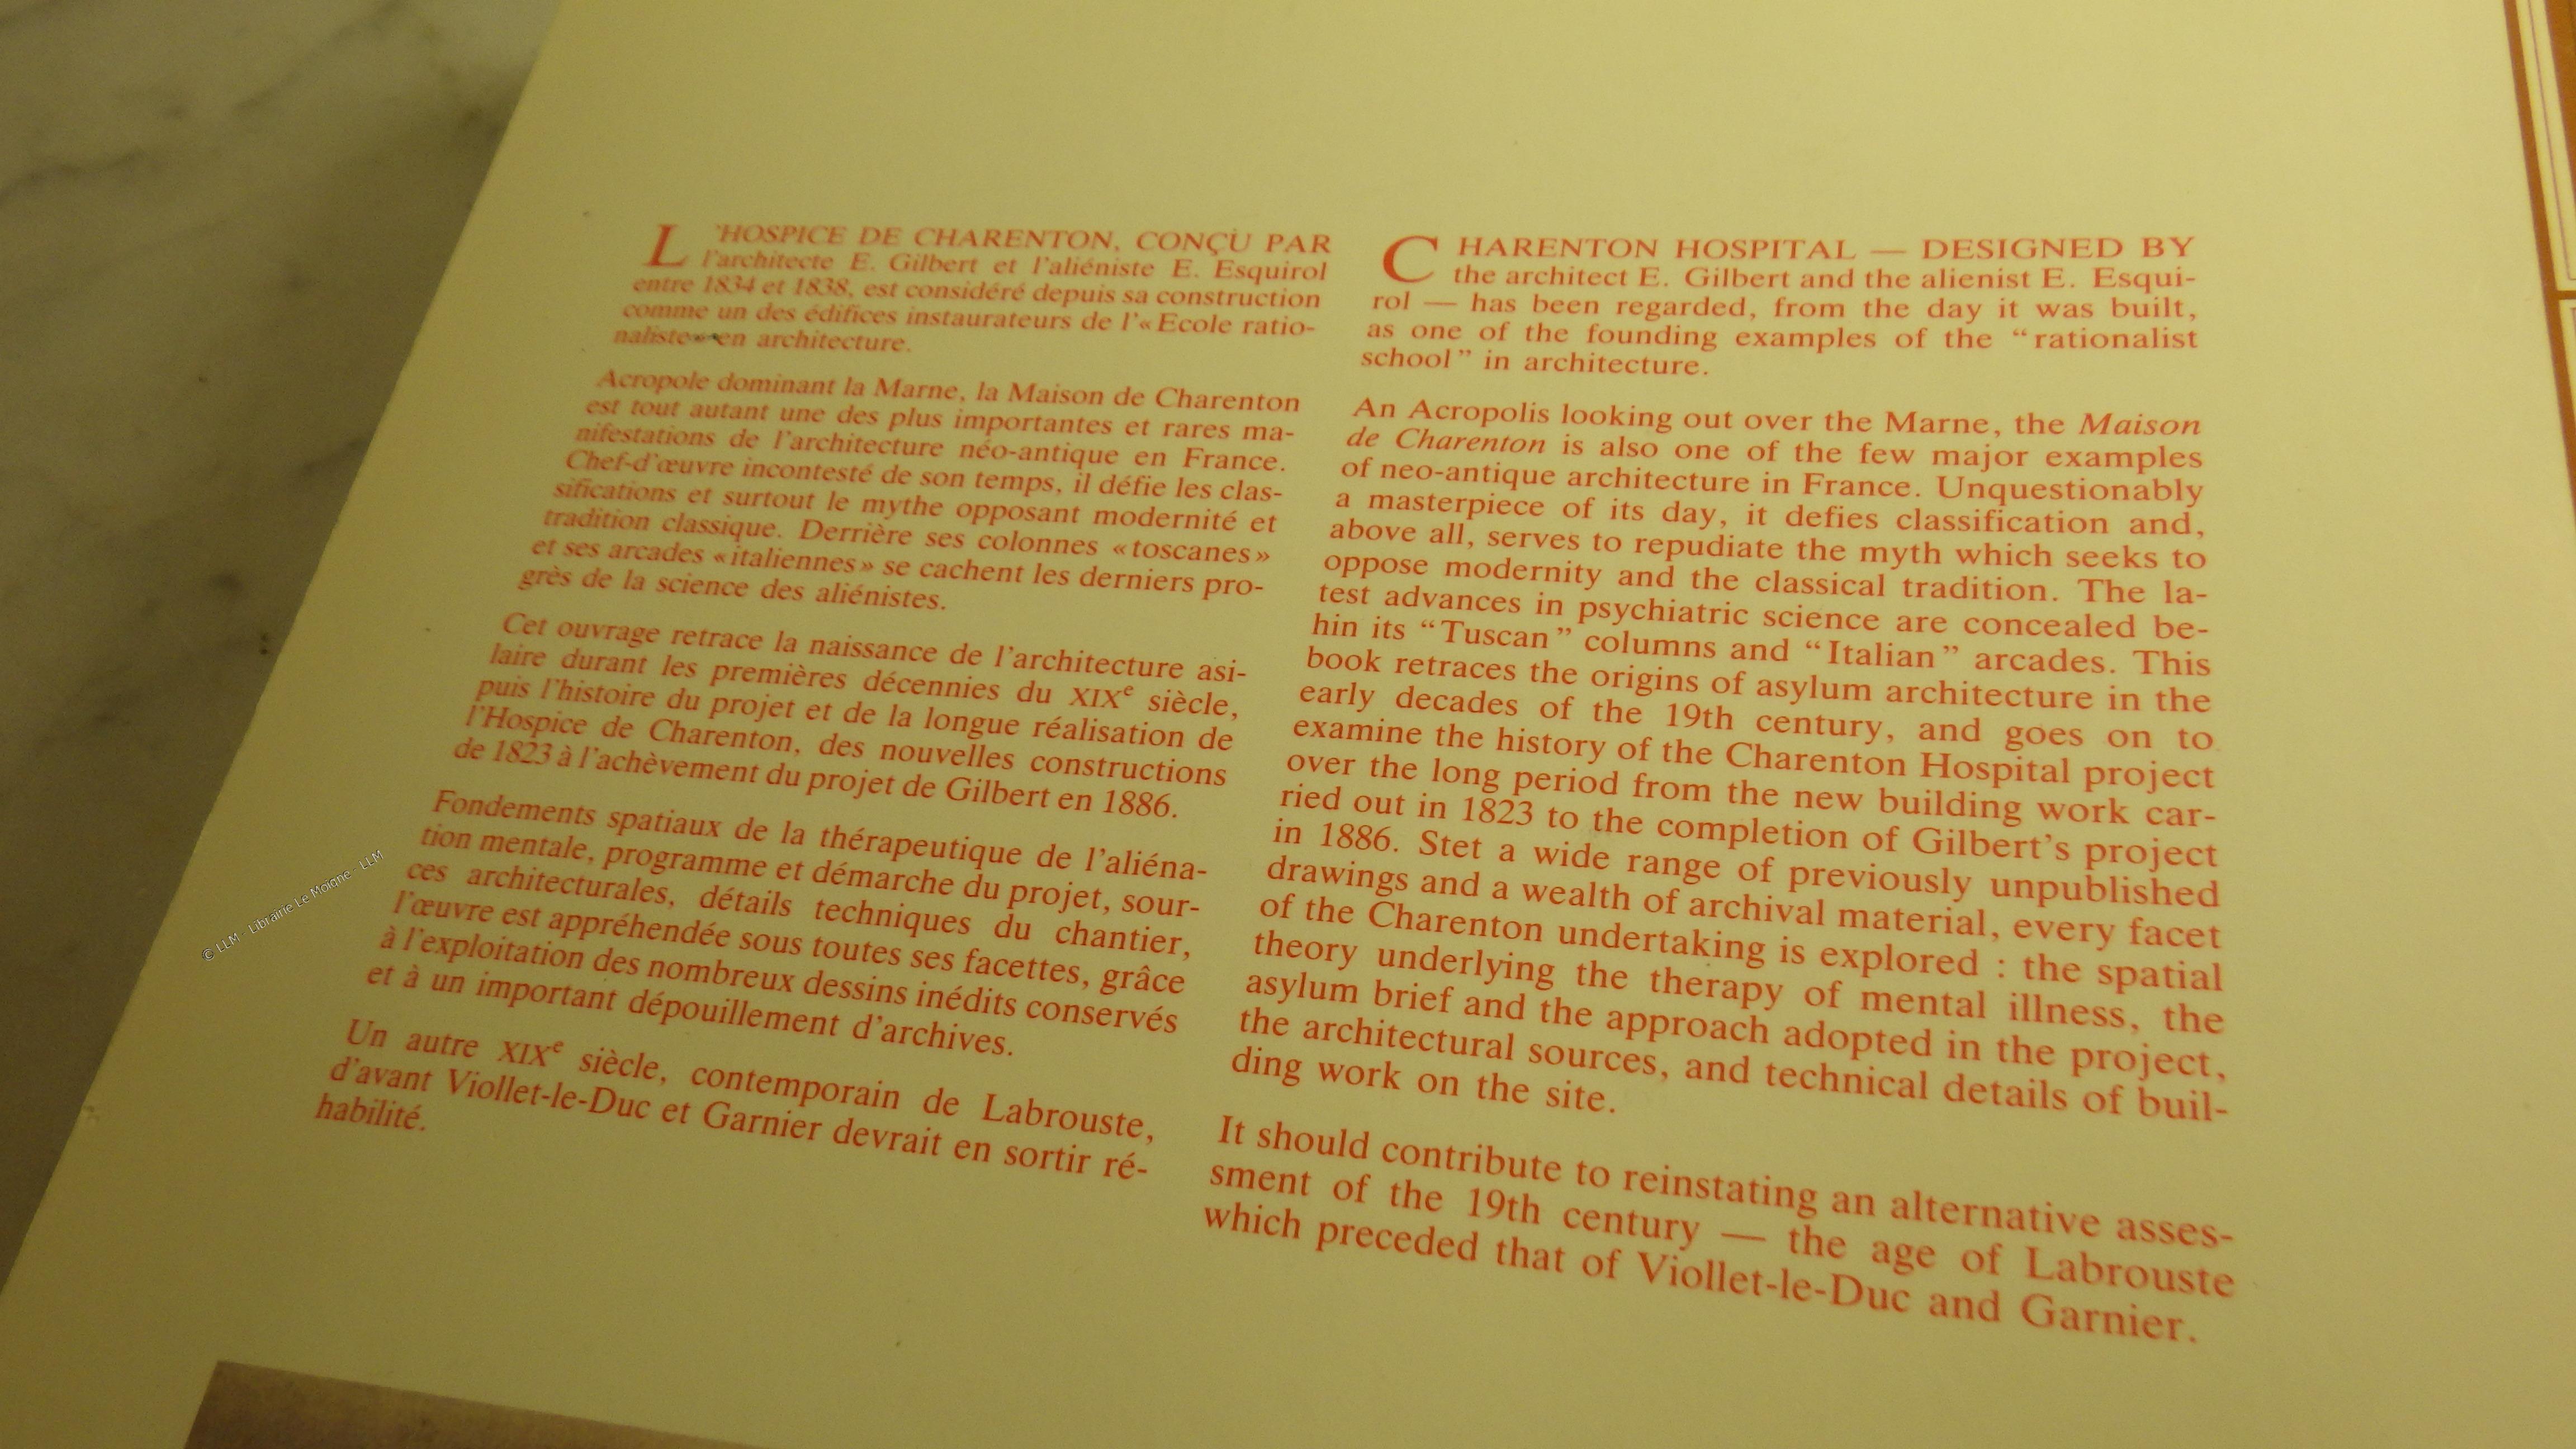 L'HOSPICE DE CHARENTON, CONÇU PAR
l'architecte E. Gilbert et l'aliéniste E. Esquirol
entre 1834 et 1838, est considéré depuis sa construction
comme un des édifices instaurateurs de l'« Ecole ratio-
naliste» en architecture.
Acropole dominant la Marne, la Maison de Charenton
est tout autant une des plus importantes et rares ma-
nifestations de l'architecture néo-antique en France.
Chef-d'œuvre incontesté de son temps, il défie les clas-
sifications et surtout le mythe opposant modernité et
tradition classique. Derrière ses colonnes «toscanes»
et ses arcades «italiennes» se cachent les derniers pro-
grès de la science des aliénistes.
Cet ouvrage retrace la naissance de l'architecture asi-
laire durant les premières décennies du XIXe siècle,
puis l'histoire du projet et de la longue réalisation de
l'Hospice de Charenton, des nouvelles constructions
de 1823 à l'achèvement du projet de Gilbert en 1886.
Fondements spatiaux de la thérapeutique de l'aliéna-
tion mentale, programme et démarche du projet, sour-
ces architecturales, détails techniques du chantier,
l'œuvre est appréhendée sous toutes ses facettes, grâce
à l'exploitation des nombreux dessins inédits conservés
et à un important dépouillement d'archives.
Un autre XIXe siècle, contemporain de Labrouste,
d'avant Viollet-le-Duc et Garnier devrait en sortir ré-
habilité.
CHARENTON HOSPITAL — DESIGNED BY
the architect E. Gilbert and the alienist E. Esqui-
rol — has been regarded, from the day it was built,
as one of the founding examples of the "rationalist
school" in architecture.
An Acropolis looking out over the Marne, the Maison
de Charenton is also one of the few major examples
of neo-antique architecture in France. Unquestionably
a masterpiece of its day, it defies classification and,
above all, serves to repudiate the myth which seeks to
oppose modernity and the classical tradition. The la-
test advances in psychiatric science are concealed be-
hin its "Tuscan" columns and "Italian" arcades. This
book retraces the origins of asylum architecture in the
early decades of the 19th century, and goes on to
examine the history of the Charenton Hospital project
over the long period from the new building work car-
ried out in 1823 to the completion of Gilbert's project
in 1886. Stet a wide range of previously unpublished
drawings and a wealth of archival material, every facet
of the Charenton undertaking is explored : the spatial
theory underlying the therapy of mental illness, the
asylum brief and the approach adopted in the project,
the architectural sources, and technical details of buil-
ding work on the site.
It should contribute to reinstating an alternative asses-
sment of the 19th century — the age of Labrouste
which preceded that of Viollet-le-Duc and Garnier.
© LLM - Librairie Le Moigne - LLM